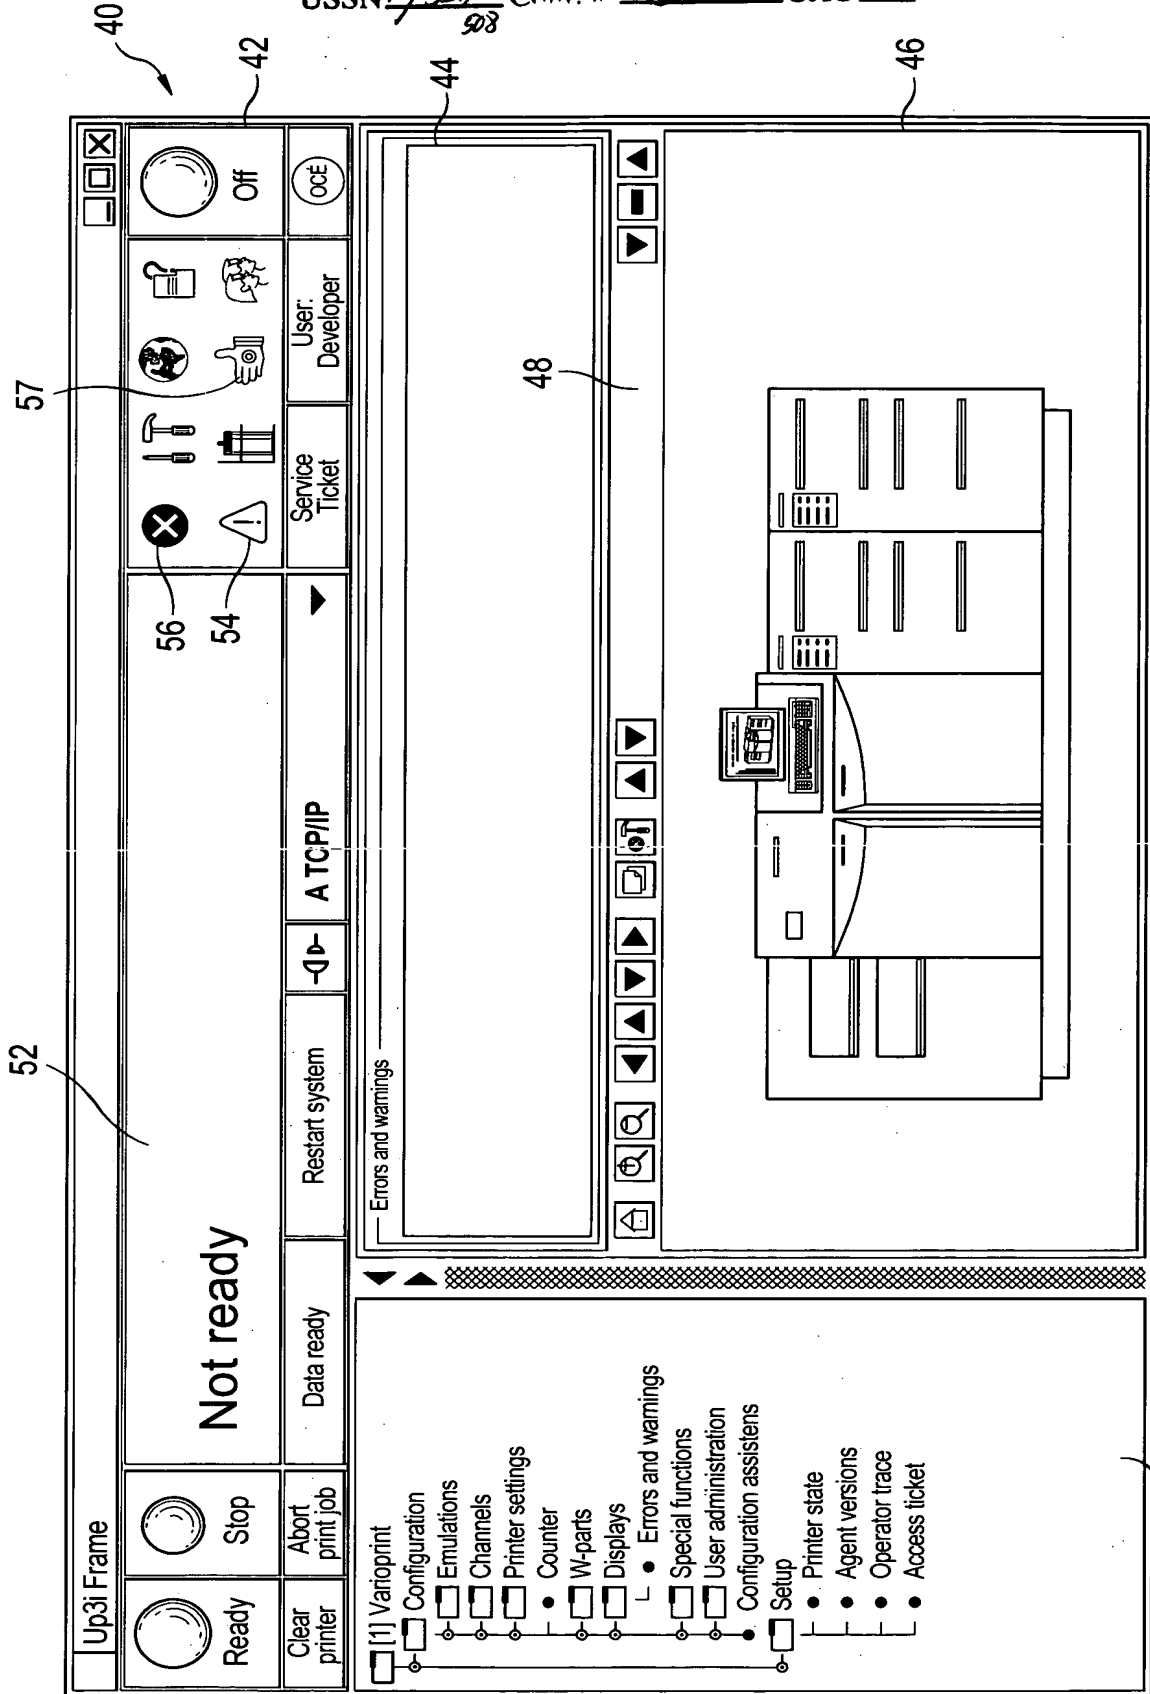 USSN
508
40
Up3i Frame
Ready
Stop
Not ready
52
56
54
57
Off
42
Clear printer
Abort print job
Data ready
Restart system
A TCP/IP
Service Ticket
User: Developer
OCÉ
[1] Varioprint
Configuration
Emulations
Channels
Printer settings
Counter
W-parts
Displays
Errors and warnings
Special functions
User administration
Configuration assistens
Setup
Printer state
Agent versions
Operator trace
Access ticket
Errors and warnings
44
48
46